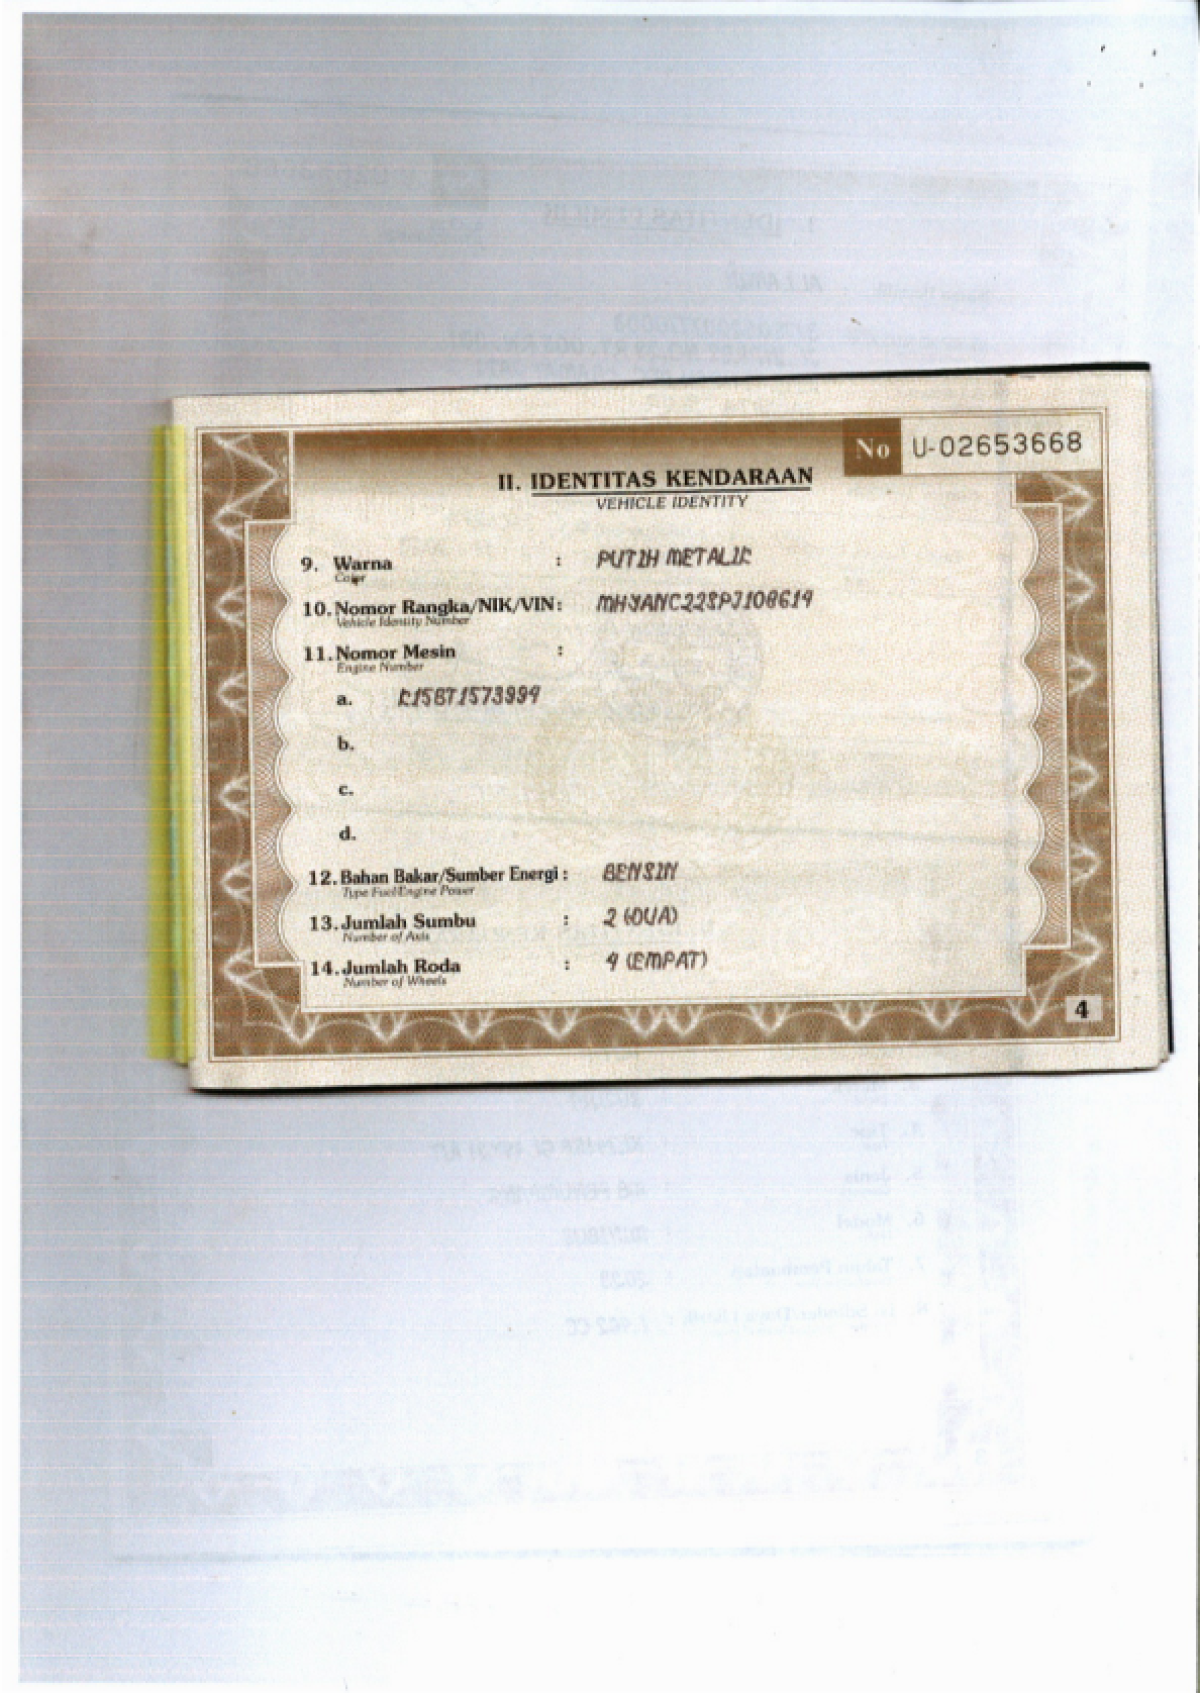 No U-02653668
II. IDENTITAS KENDARAAN
VEHICLE IDENTITY
9. Warna : PUTIH METALIK
Color
10. Nomor Rangka/NIK/VIN : MHYANC22SPJ108619
Vehicle Identity Number
11. Nomor Mesin :
Engine Number
a. K15BT1573999
b.
c.
d.
12. Bahan Bakar/Sumber Energi : BENSIN
Type Fuel/Engine Power
13. Jumlah Sumbu : 2 (DUA)
Number of Axis
14. Jumlah Roda : 4 (EMPAT)
Number of Wheels
4